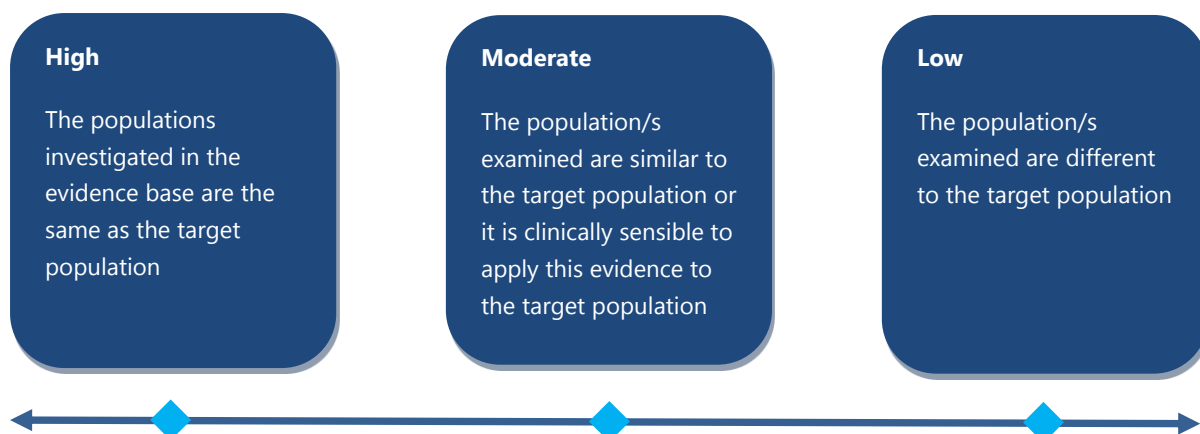 High
The populations
investigated in the
evidence base are the
same as the target
population
Moderate
The population/s
examined are similar to
the target population or
it is clinically sensible to
apply this evidence to
the target population
Low
The population/s
examined are different
to the target population